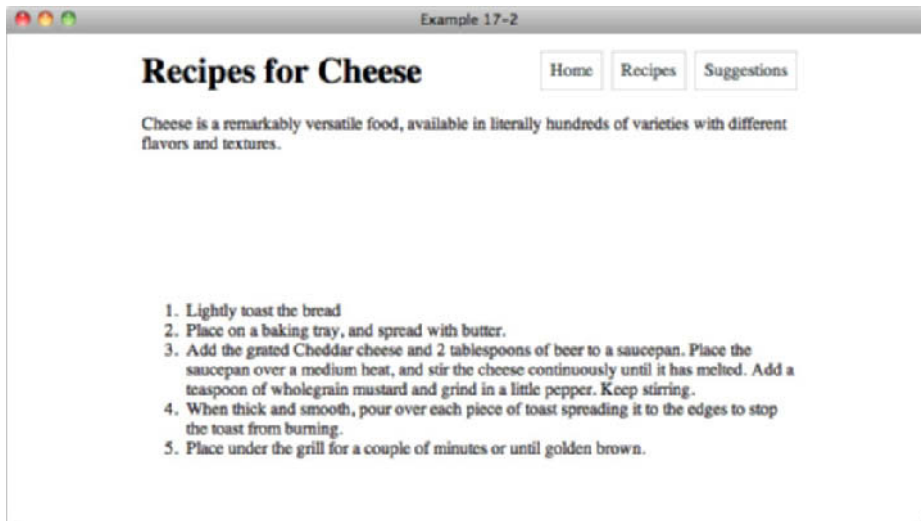 Example 17-2
Recipes for Cheese
Home
Recipes
Suggestions
Cheese is a remarkably versatile food, available in literally hundreds of varieties with different
flavors and textures.
1. Lightly toast the bread
2. Place on a baking tray, and spread with butter.
3. Add the grated Cheddar cheese and 2 tablespoons of beer to a saucepan. Place the
saucepan over a medium heat, and stir the cheese continuously until it has melted. Add a
teaspoon of wholegrain mustard and grind in a little pepper. Keep stirring.
4. When thick and smooth, pour over each piece of toast spreading it to the edges to stop
the toast from burning.
5. Place under the grill for a couple of minutes or until golden brown.